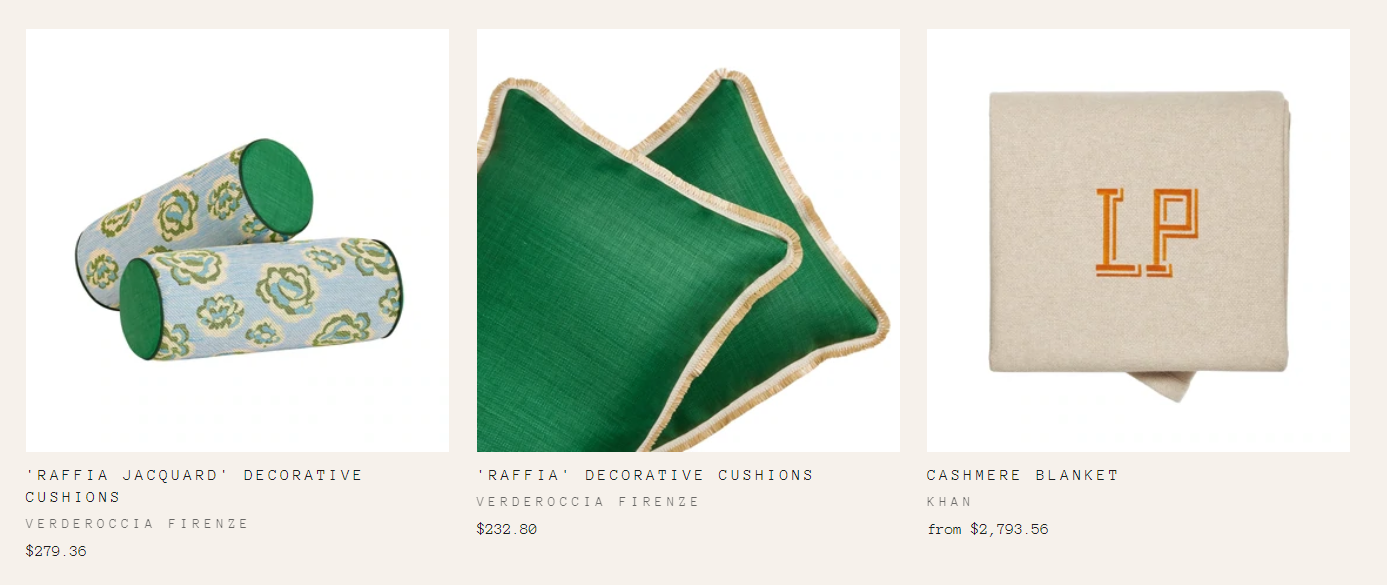 LP
'RAFFIA JACQUARD' DECORATIVE
CUSHIONS
VERDEROCCIA FIRENZE
$279.36
'RAFFIA' DECORATIVE CUSHIONS
VERDEROCCIA FIRENZE
$232.80
CASHMERE BLANKET
KHAN
from $2,793.56